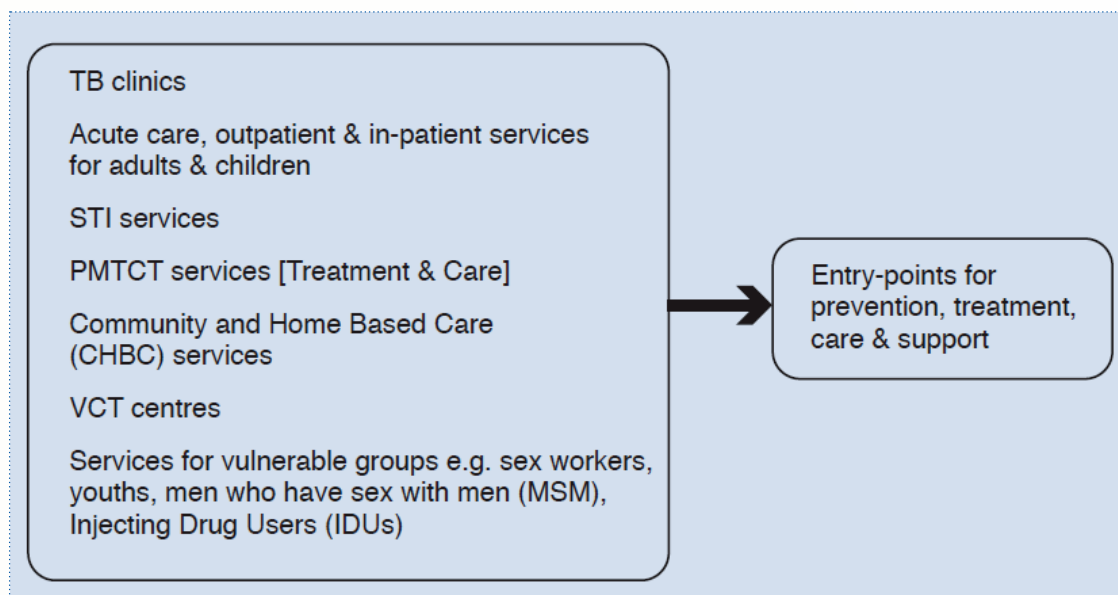 TB clinics
Acute care, outpatient & in-patient services
for adults & children
STI services
PMTCT services [Treatment & Care]
Community and Home Based Care
(CHBC) services
VCT centres
Services for vulnerable groups e.g. sex workers,
youths, men who have sex with men (MSM),
Injecting Drug Users (IDUs)
Entry-points for
prevention, treatment,
care & support